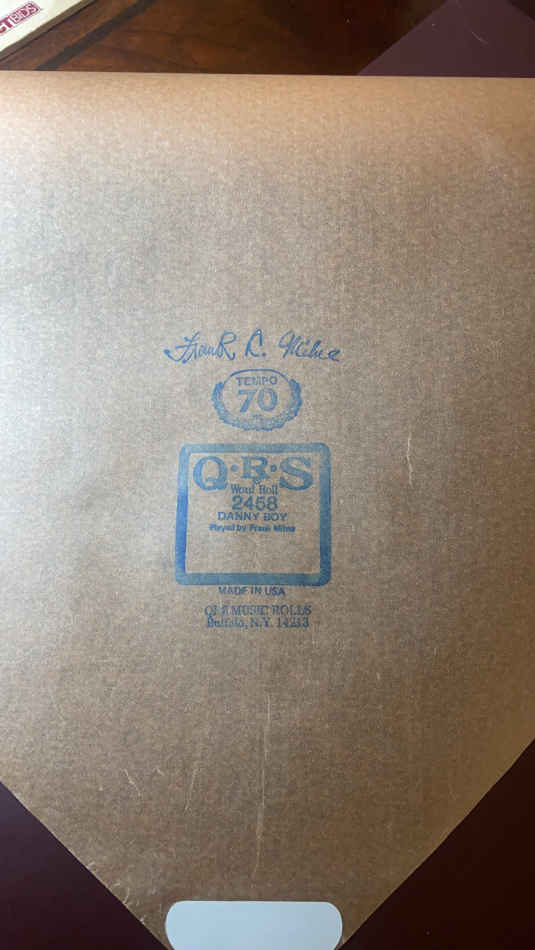 BIDS
Frank C. Milne
TEMPO
70
Q·R·S
Word Roll
2458
DANNY BOY
Played by Frank Milne
MADE IN USA
QRS MUSIC ROLLS
Buffalo, N.Y. 14213